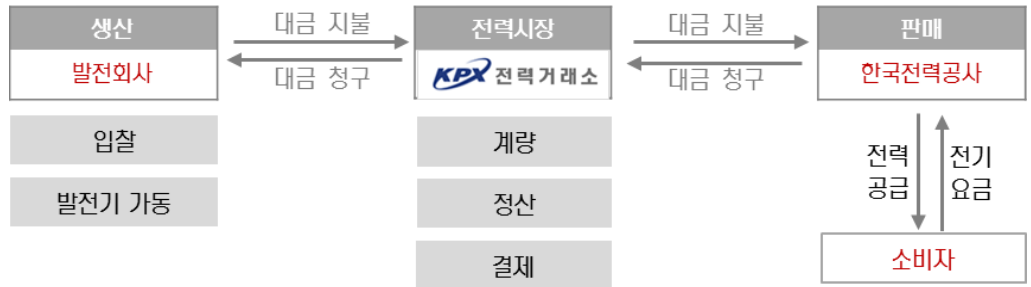 생산
대금 지불
전력시장
대금 지불
판매
발전회사
대금 청구
KPX 전력거래소
대금 청구
한국전력공사
입찰
계량
전력
공급
전기
요금
발전기 가동
정산
결제
소비자